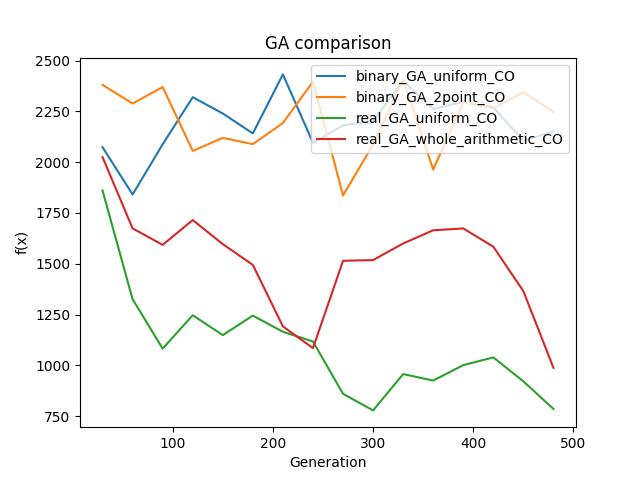 GA comparison
binary_GA_uniform_CO
binary_GA_2point_CO
real_GA_uniform_CO
real_GA_whole_arithmetic_CO
f(x)
2500
2250
2000
1750
1500
1250
1000
750
100 200 300 400 500
Generation